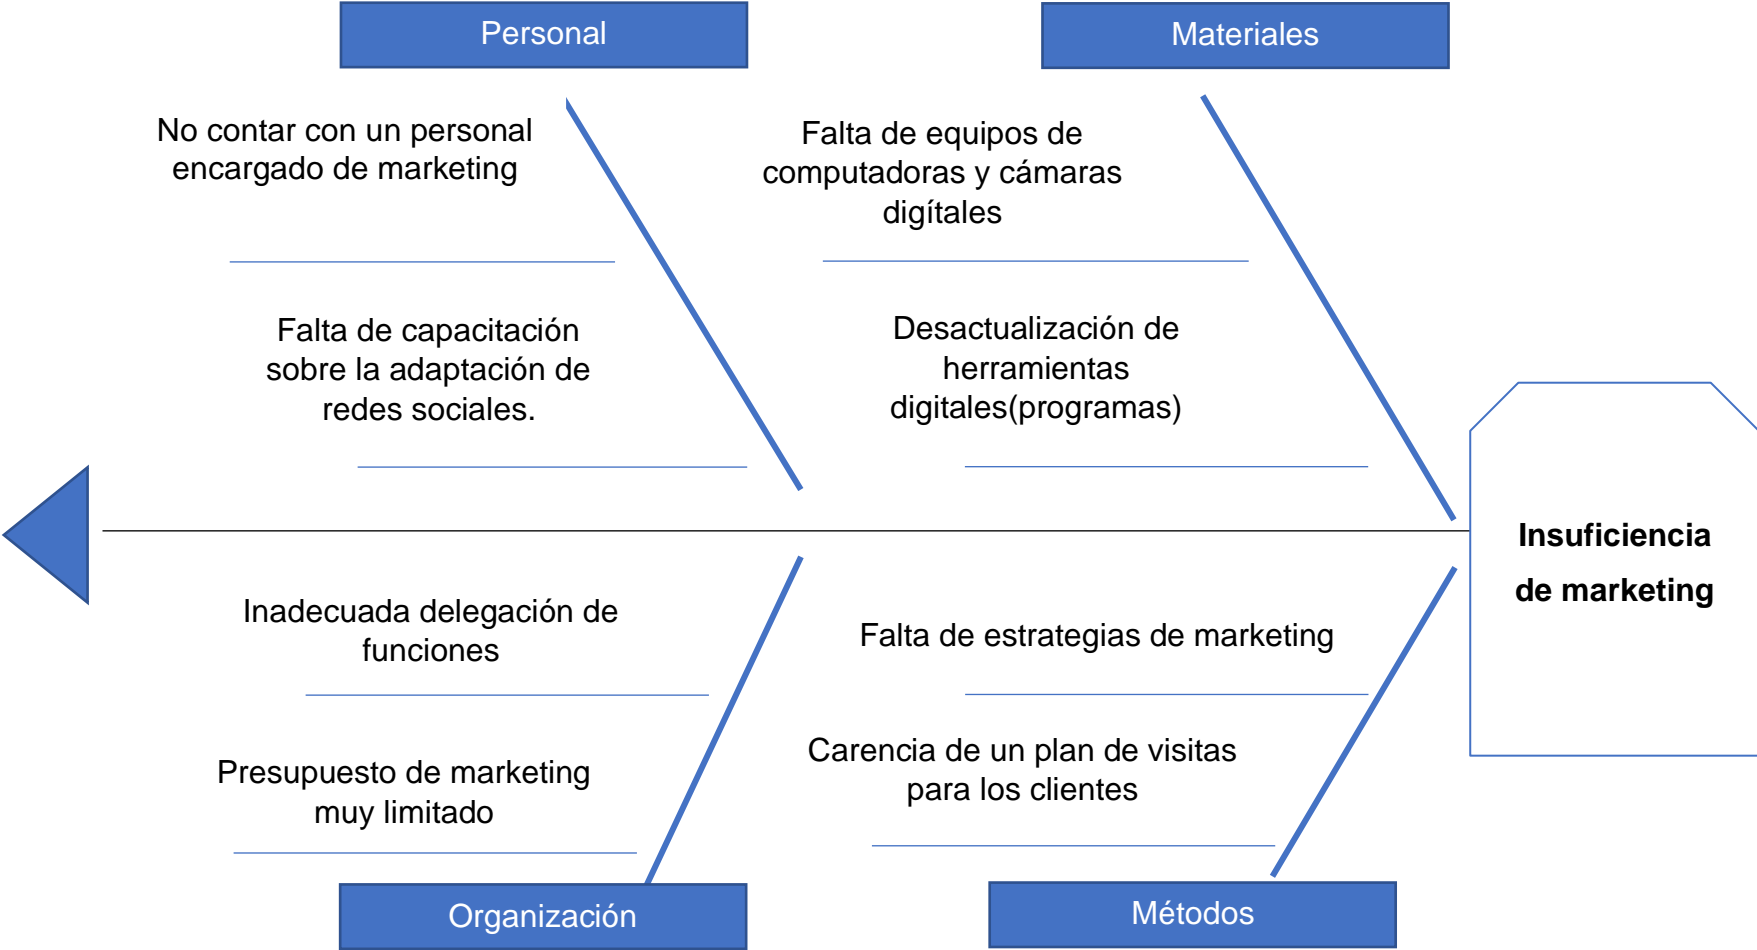 Personal
Materiales
No contar con un personal
encargado de marketing
Falta de equipos de
computadoras y cámaras
digítales
Falta de capacitación
sobre la adaptación de
redes sociales.
Desactualización de
herramientas
digitales(programas)
Insuficiencia
de marketing
Inadecuada delegación de
funciones
Falta de estrategias de marketing
Presupuesto de marketing
muy limitado
Carencia de un plan de visitas
para los clientes
Organización
Métodos